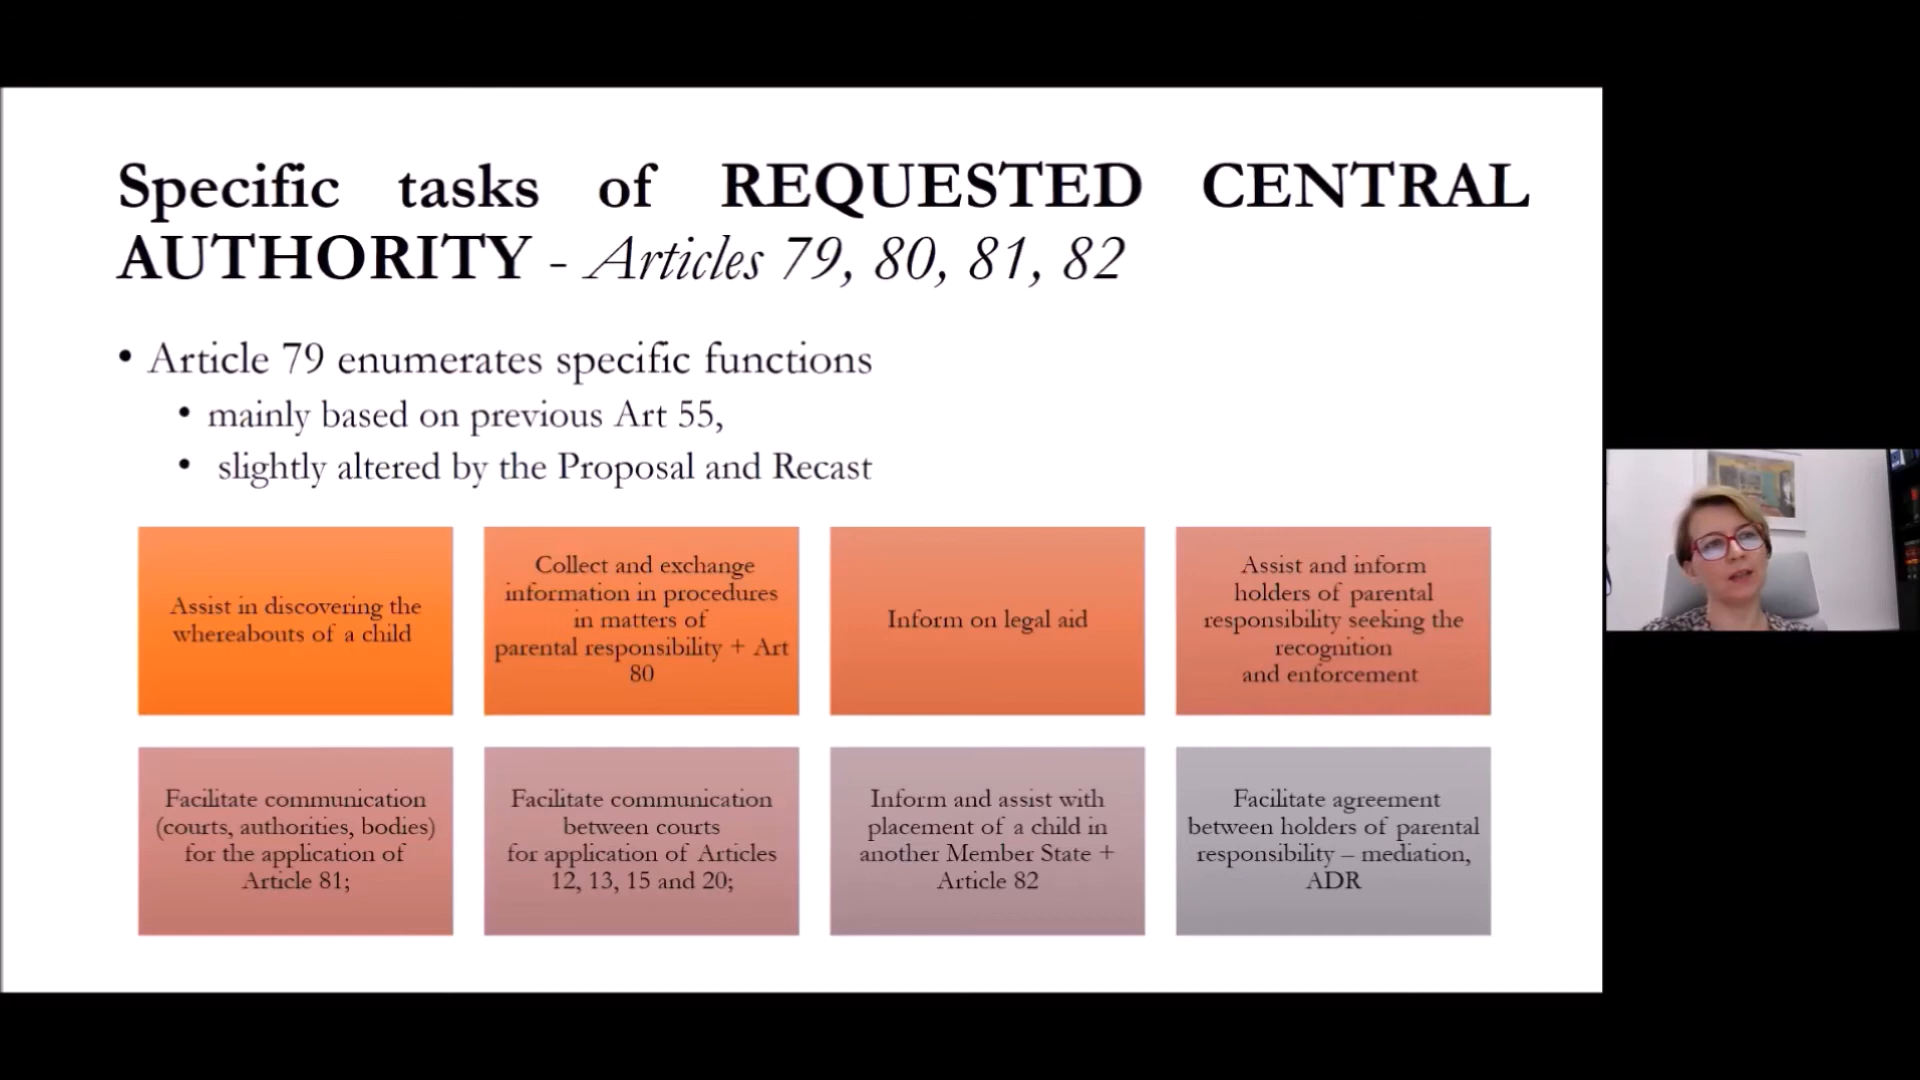 Specific tasks of REQUESTED CENTRAL
AUTHORITY - Articles 79, 80, 81, 82
• Article 79 enumerates specific functions
• mainly based on previous Art 55,
• slightly altered by the Proposal and Recast
Assist in discovering the
whereabouts of a child
Collect and exchange
information in procedures
in matters of
parental responsibility + Art
80
Inform on legal aid
Assist and inform
holders of parental
responsibility seeking the
recognition
and enforcement
Facilitate communication
(courts, authorities, bodies)
for the application of
Article 81;
Facilitate communication
between courts
for application of Articles
12, 13, 15 and 20;
Inform and assist with
placement of a child in
another Member State +
Article 82
Facilitate agreement
between holders of parental
responsibility – mediation,
ADR